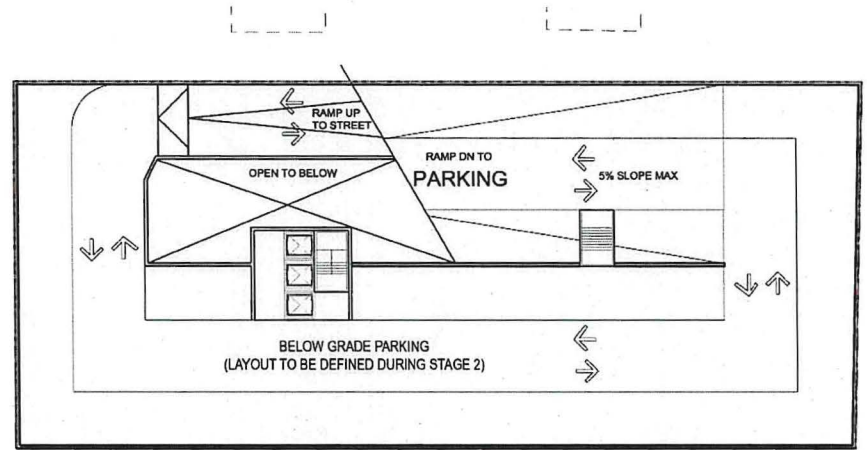 RAMP UP
TO STREET
OPEN TO BELOW
RAMP DN TO
PARKING
5% SLOPE MAX
BELOW GRADE PARKING
(LAYOUT TO BE DEFINED DURING STAGE 2)